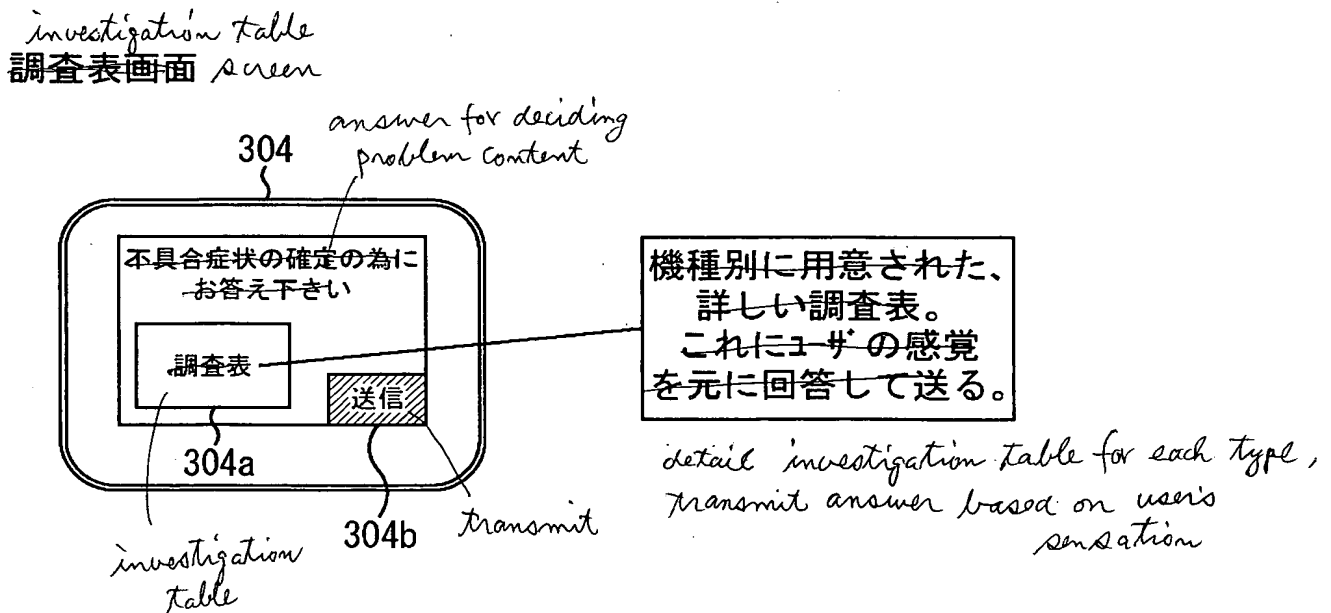 investigation table
調査表画面 screen
answer for deciding
problem content
304
不具合症状の確定の為に
お答え下さい
調査表
送信
304a
304b
transmit
investigation
table
機種別に用意された、
詳しい調査表。
これにユーザの感覚
を元に回答して送る。
detail investigation table for each type,
transmit answer based on user's
sensation